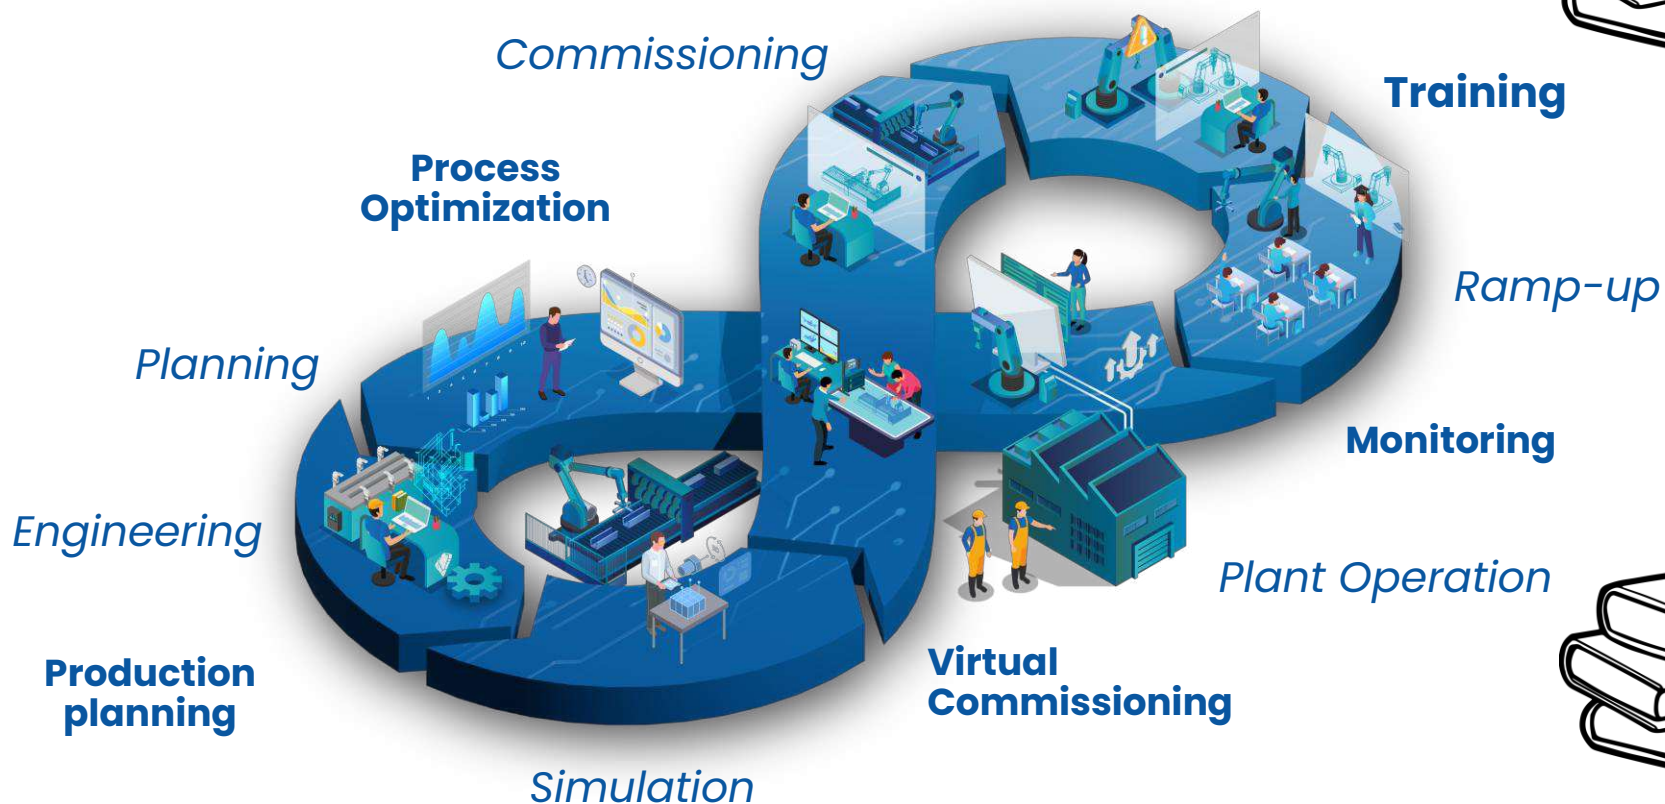 Commissioning
Training
Process
Optimization
Ramp-up
Planning
Monitoring
Engineering
Plant Operation
Virtual
Commissioning
Production
planning
Simulation